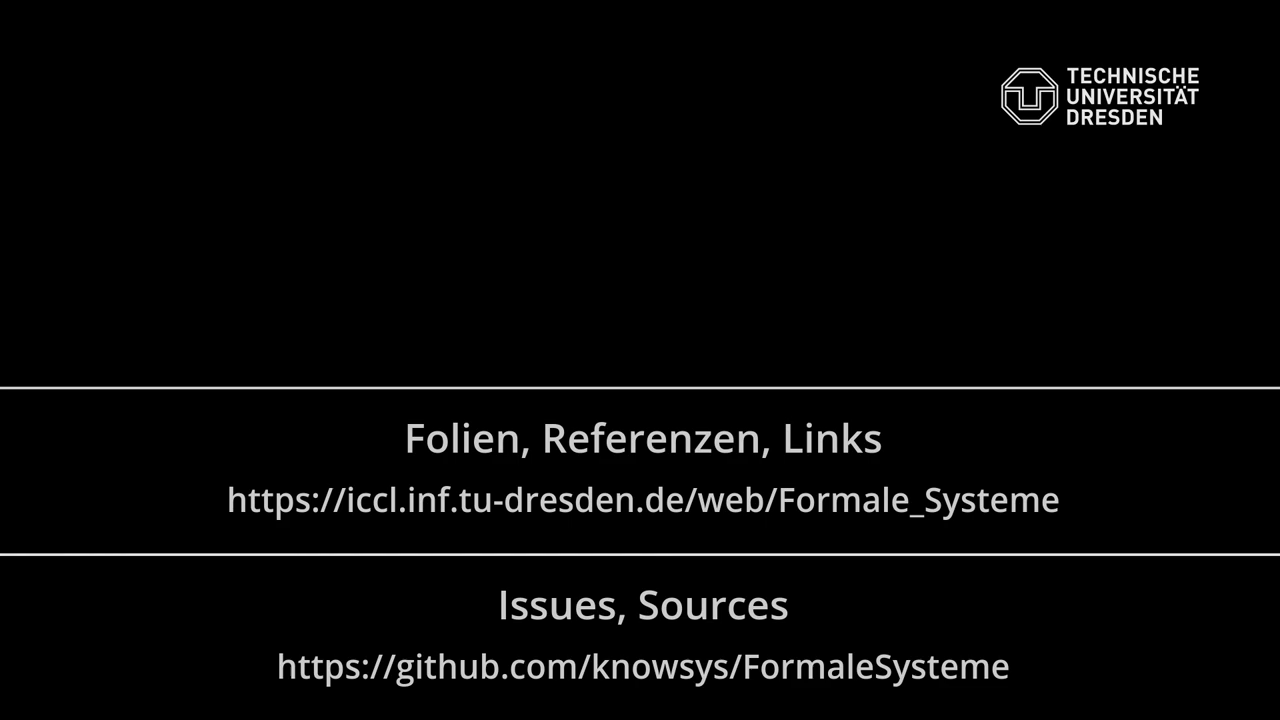 TECHNISCHE
UNIVERSITÄT
DRESDEN
Folien, Referenzen, Links
https://iccl.inf.tu-dresden.de/web/Formale_Systeme
Issues, Sources
https://github.com/knowsys/FormaleSysteme